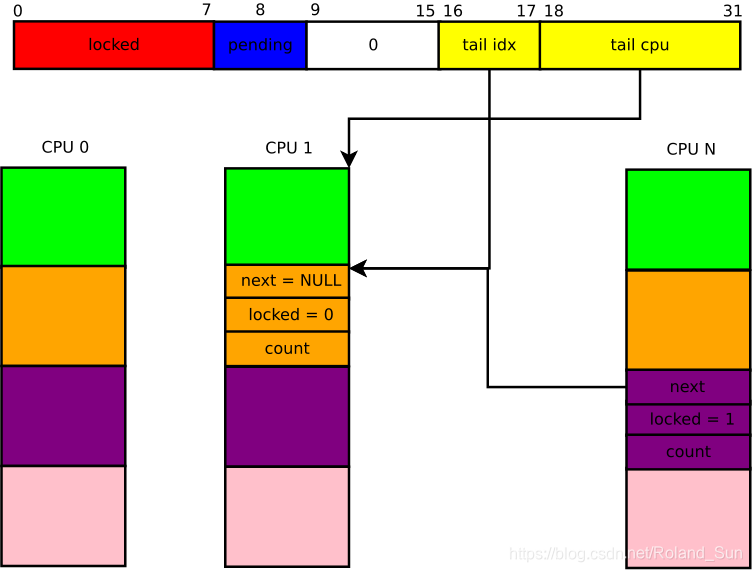 0 7 8 9 15 16 17 18 31
locked pending 0 tail idx tail cpu
CPU 0 CPU 1 CPU N
next = NULL
locked = 0
count
next
locked = 1
count
https://blog.csdn.net/Roland_Sun